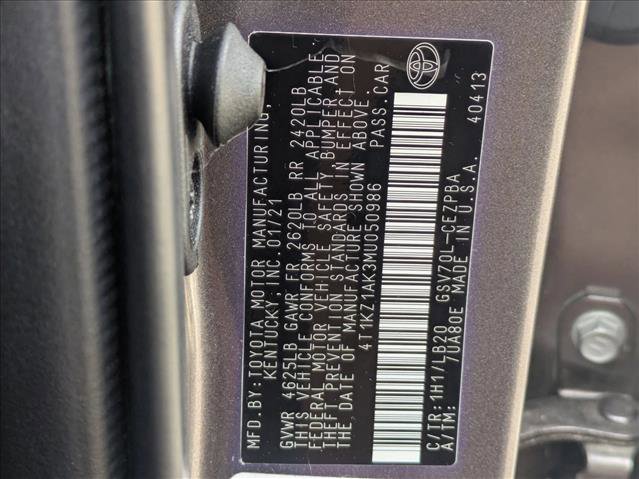 MFD.BY:TOYOTA MOTOR MANUFACTURING,
KENTUCKY, INC. 01/21
GVWR 4625LB GAWR FR 2620LB RR 2420LB
THIS VEHICLE CONFORMS TO ALL APPLICABLE
FEDERAL MOTOR VEHICLE SAFETY BUMPER, AND
THEFT PREVENTION STANDARDS IN EFFECT ON
THE DATE OF MANUFACTURE SHOWN ABOVE.
4T1KZ1AK3MU050986 PASS.CAR
C/TR:1H1/LB20 GSV70L-CEZPBA
A/TM: /UA80E MADE IN U.S.A. 40413